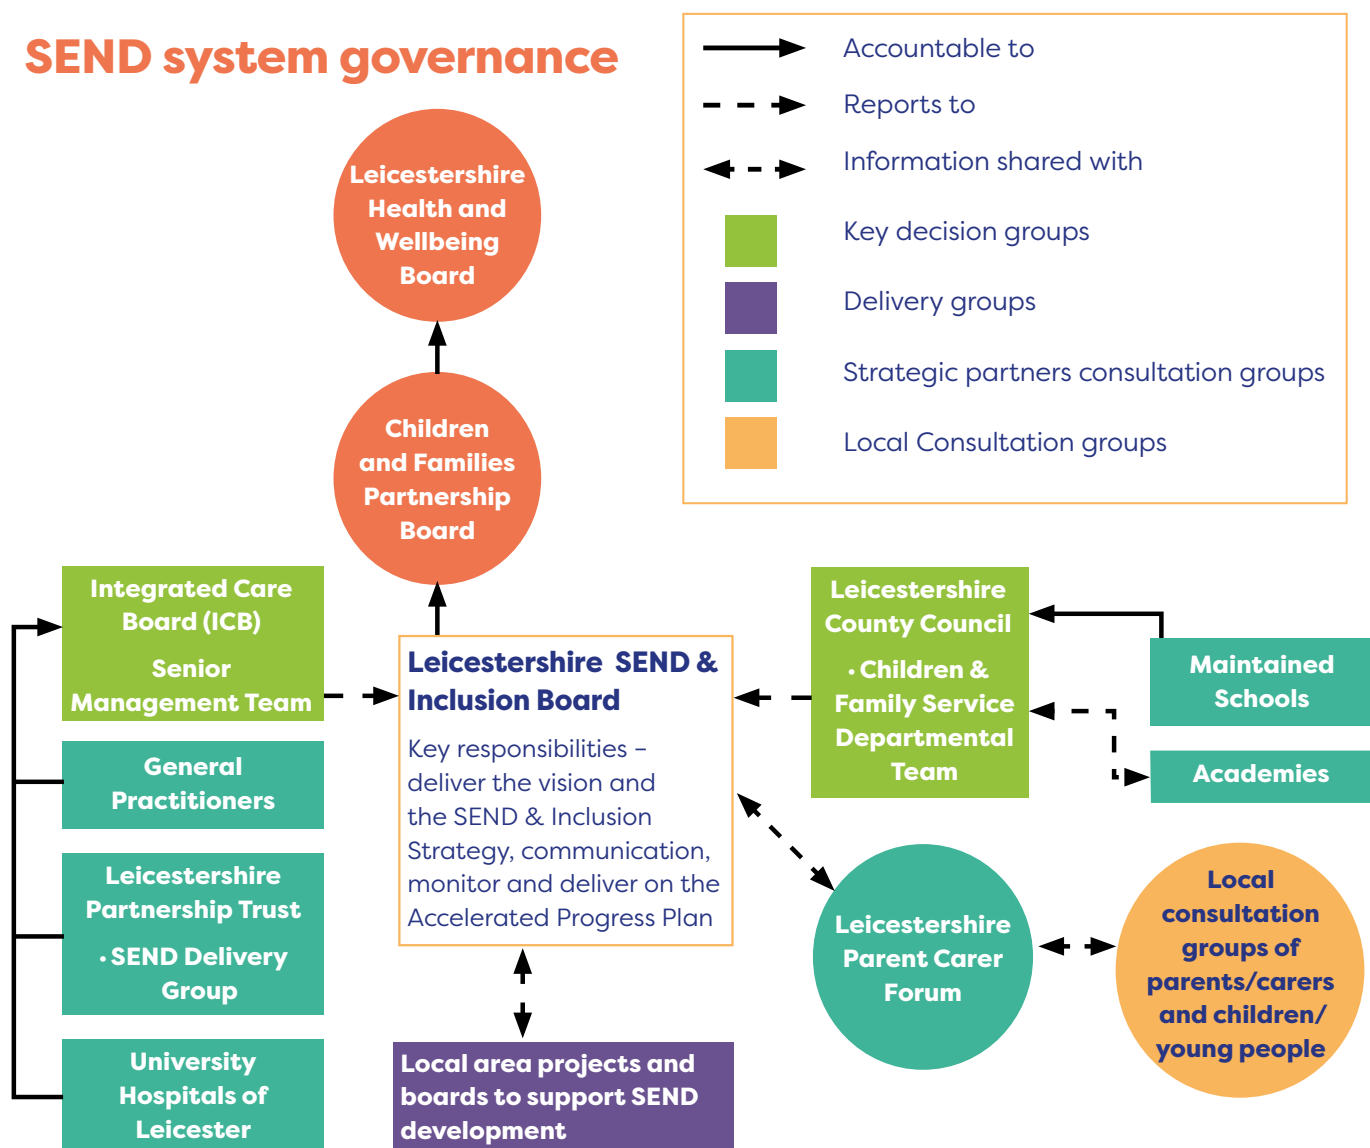 SEND system governance
Accountable to
Reports to
Information shared with
Key decision groups
Delivery groups
Strategic partners consultation groups
Local Consultation groups
Leicestershire
Health and
Wellbeing
Board
Children
and Families
Partnership
Board
Integrated Care
Board (ICB)
Senior
Management Team
General
Practitioners
Leicestershire
Partnership Trust
• SEND Delivery
Group
University
Hospitals of
Leicester
Leicestershire SEND &
Inclusion Board
Key responsibilities –
deliver the vision and
the SEND & Inclusion
Strategy, communication,
monitor and deliver on the
Accelerated Progress Plan
Local area projects and
boards to support SEND
development
Leicestershire
County Council
• Children &
Family Service
Departmental
Team
Maintained
Schools
Academies
Leicestershire
Parent Carer
Forum
Local
consultation
groups of
parents/carers
and children/
young people